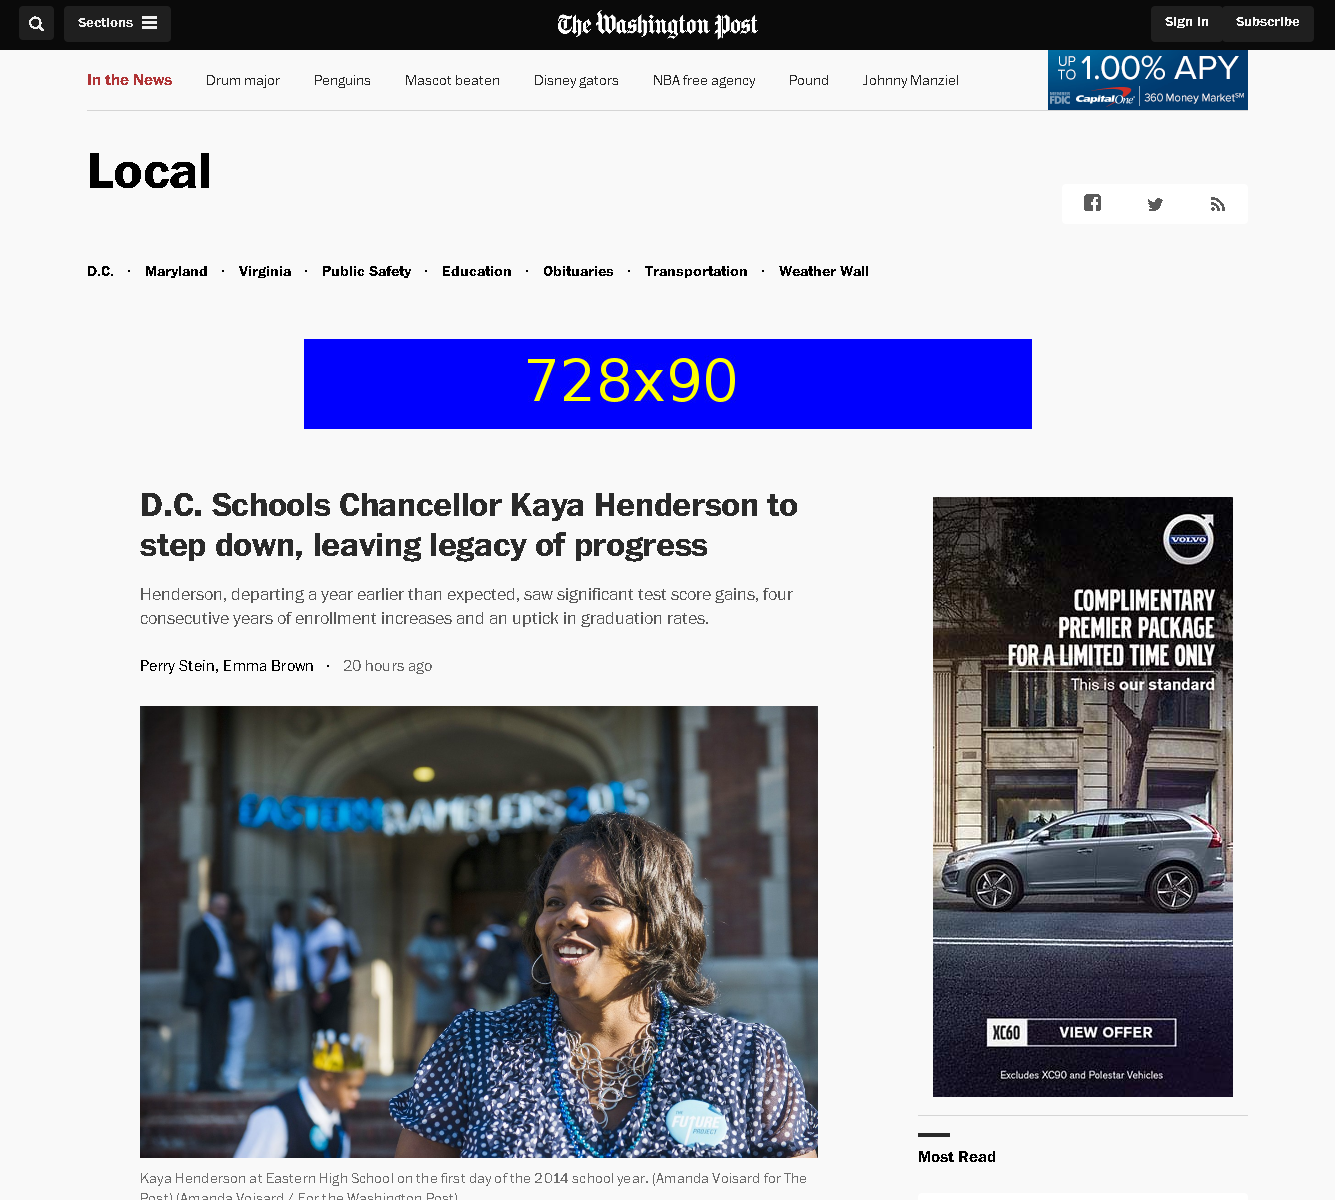 Sections
The Washington Post
Sign In
Subscribe
In the News
Drum major
Penguins
Mascot beaten
Disney gators
NBA free agency
Pound
Johnny Manziel
UP TO 1.00% APY
MEMBER FDIC Capital One 360 Money Market℠
Local
D.C. · Maryland · Virginia · Public Safety · Education · Obituaries · Transportation · Weather Wall
728x90
D.C. Schools Chancellor Kaya Henderson to
step down, leaving legacy of progress
Henderson, departing a year earlier than expected, saw significant test score gains, four
consecutive years of enrollment increases and an uptick in graduation rates.
Perry Stein, Emma Brown · 20 hours ago
EASTERN RAMBLERS 2015
THE
FUTURE
PROJECT
Kaya Henderson at Eastern High School on the first day of the 2014 school year. (Amanda Voisard for The
Post) (Amanda Voisard / For the Washington Post)
VOLVO
COMPLIMENTARY
PREMIER PACKAGE
FOR A LIMITED TIME ONLY
This is our standard
XC60 VIEW OFFER
Excludes XC90 and Polestar Vehicles
Most Read